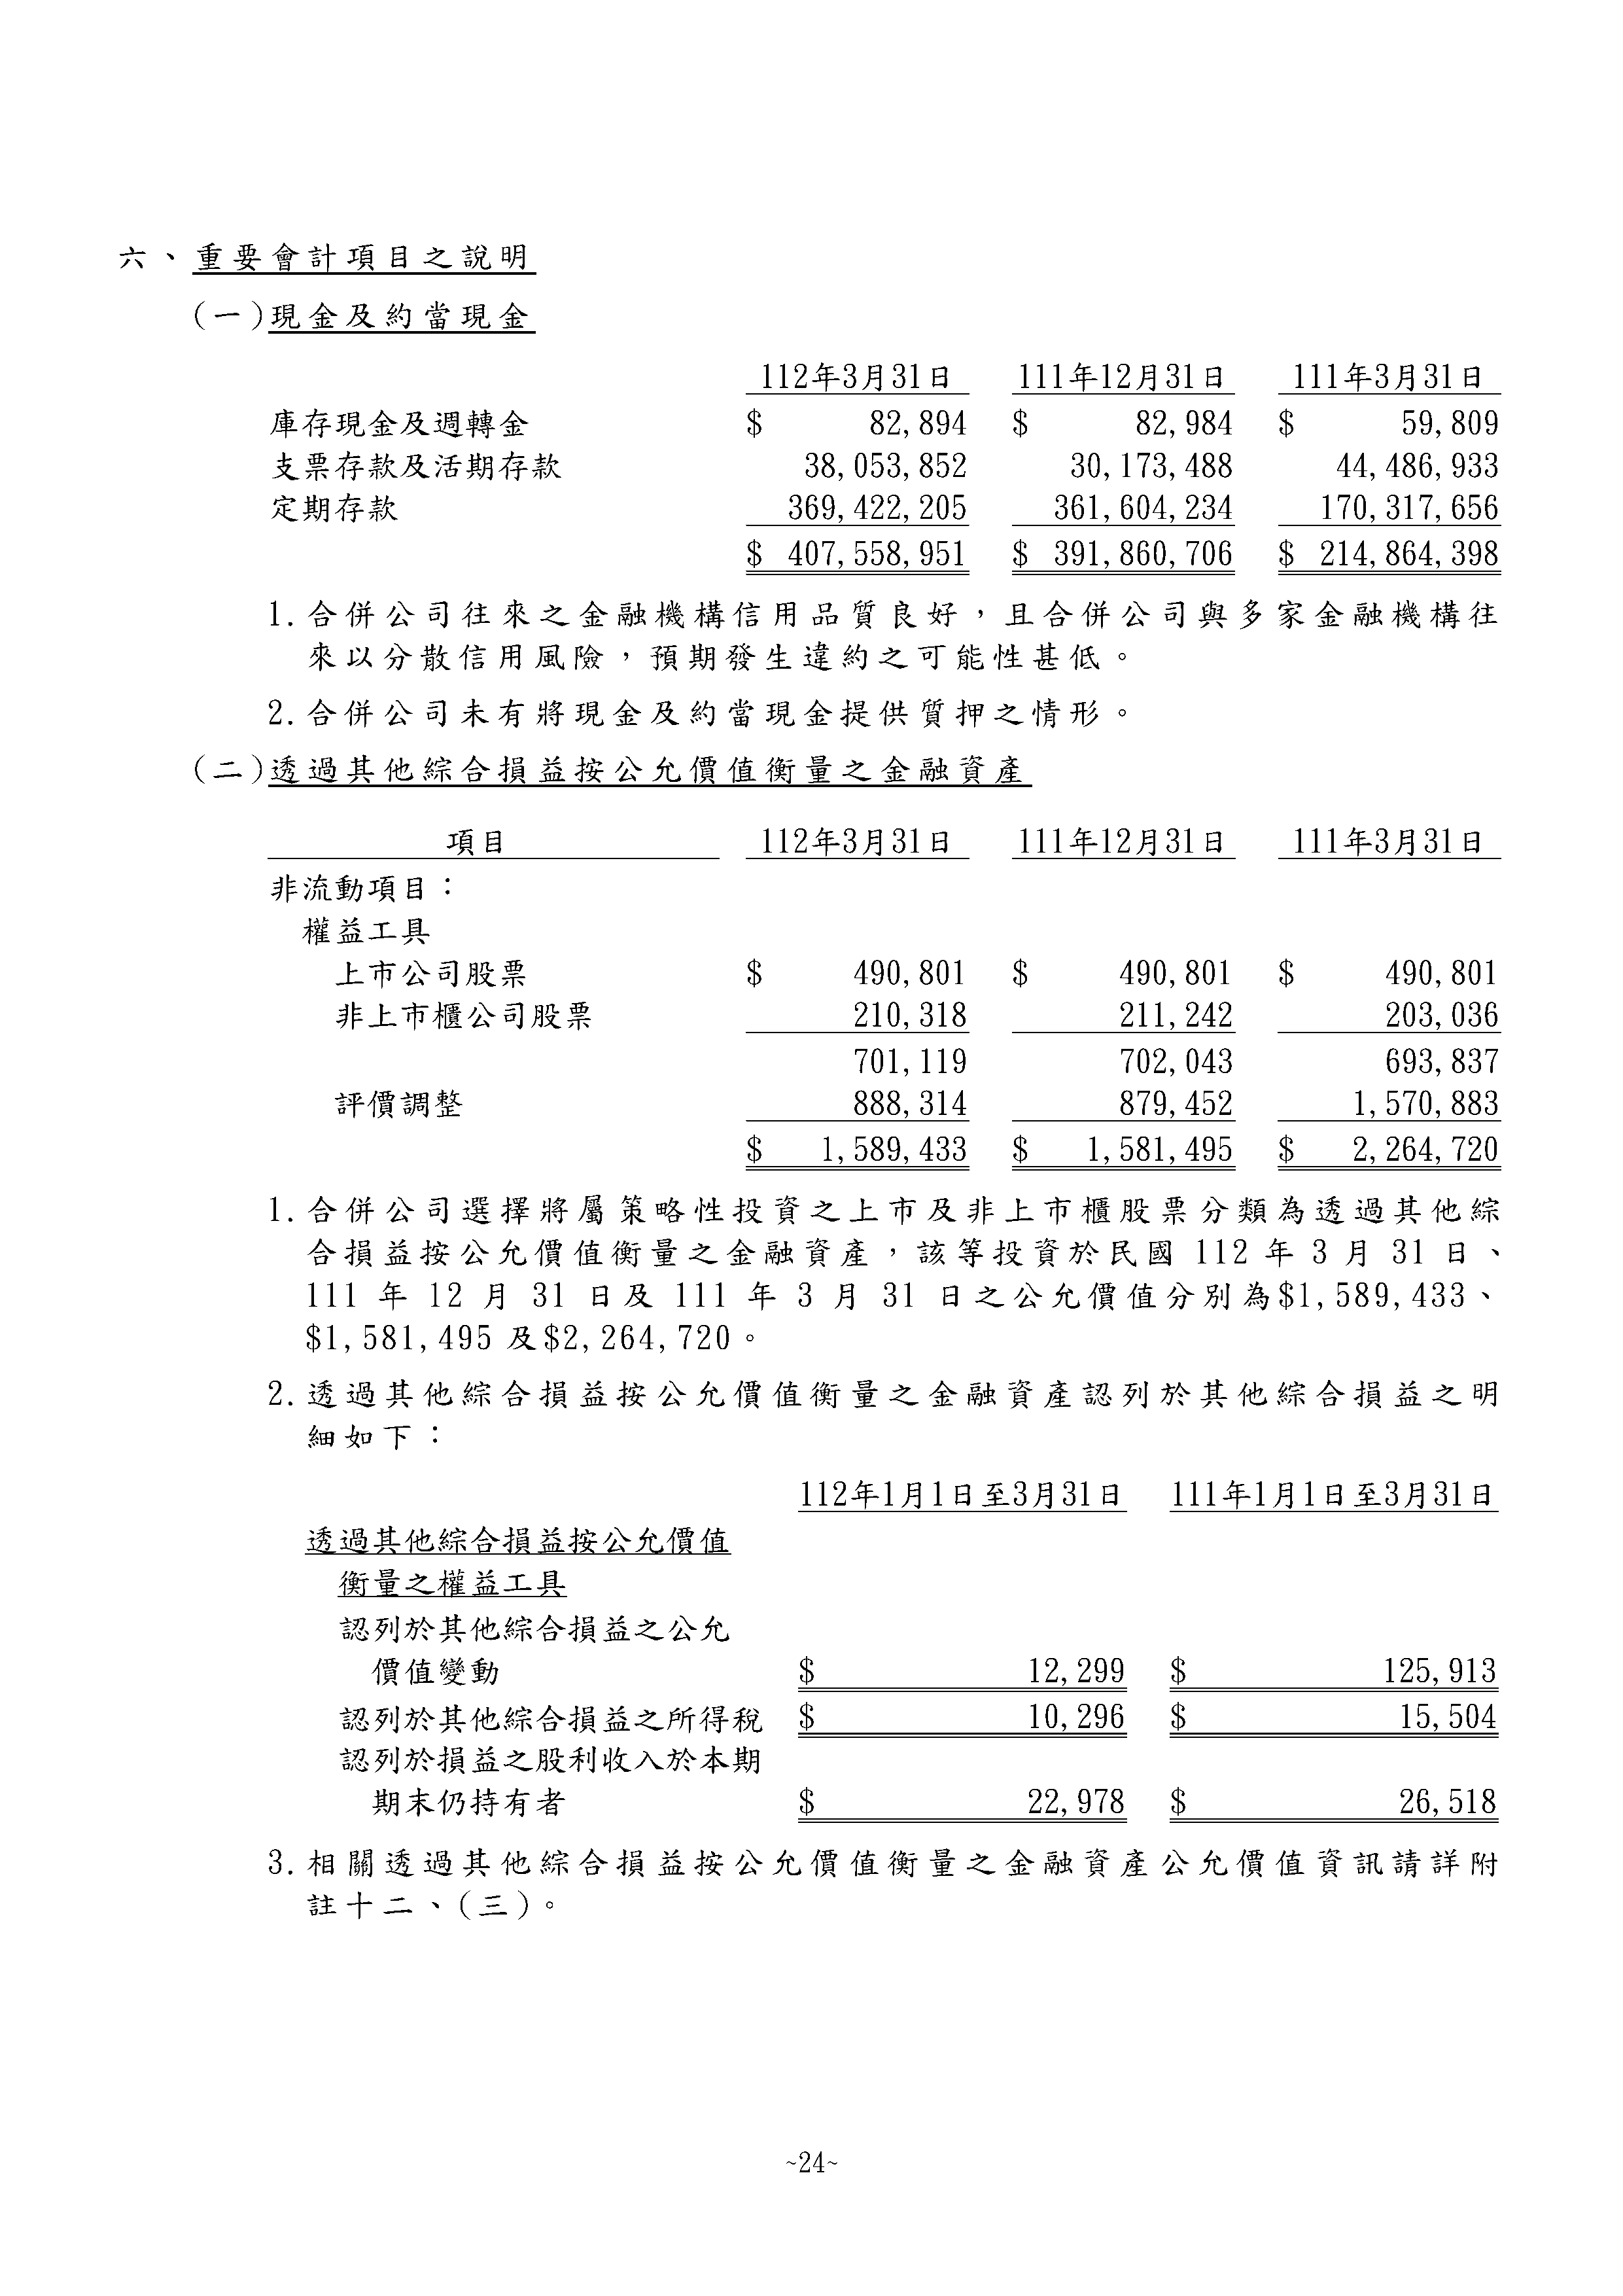 六、重要會計項目之說明
(一)現金及約當現金
112年3月31日 111年12月31日 111年3月31日
庫存現金及週轉金 $ 82,894 $ 82,984 $ 59,809
支票存款及活期存款 38,053,852 30,173,488 44,486,933
定期存款 369,422,205 361,604,234 170,317,656
$ 407,558,951 $ 391,860,706 $ 214,864,398
1.合併公司往來之金融機構信用品質良好，且合併公司與多家金融機構往
來以分散信用風險，預期發生違約之可能性甚低。
2.合併公司未有將現金及約當現金提供質押之情形。
(二)透過其他綜合損益按公允價值衡量之金融資產
項目 112年3月31日 111年12月31日 111年3月31日
非流動項目：
權益工具
上市公司股票 $ 490,801 $ 490,801 $ 490,801
非上市櫃公司股票 210,318 211,242 203,036
701,119 702,043 693,837
評價調整 888,314 879,452 1,570,883
$ 1,589,433 $ 1,581,495 $ 2,264,720
1.合併公司選擇將屬策略性投資之上市及非上市櫃股票分類為透過其他綜
合損益按公允價值衡量之金融資產，該等投資於民國 112 年 3 月 31 日、
111 年 12 月 31 日及 111 年 3 月 31 日之公允價值分別為$1,589,433、
$1,581,495 及$2,264,720。
2.透過其他綜合損益按公允價值衡量之金融資產認列於其他綜合損益之明
細如下：
112年1月1日至3月31日 111年1月1日至3月31日
透過其他綜合損益按公允價值
衡量之權益工具
認列於其他綜合損益之公允
價值變動 $ 12,299 $ 125,913
認列於其他綜合損益之所得稅 $ 10,296 $ 15,504
認列於損益之股利收入於本期
期末仍持有者 $ 22,978 $ 26,518
3.相關透過其他綜合損益按公允價值衡量之金融資產公允價值資訊請詳附
註十二、(三)。
~24~